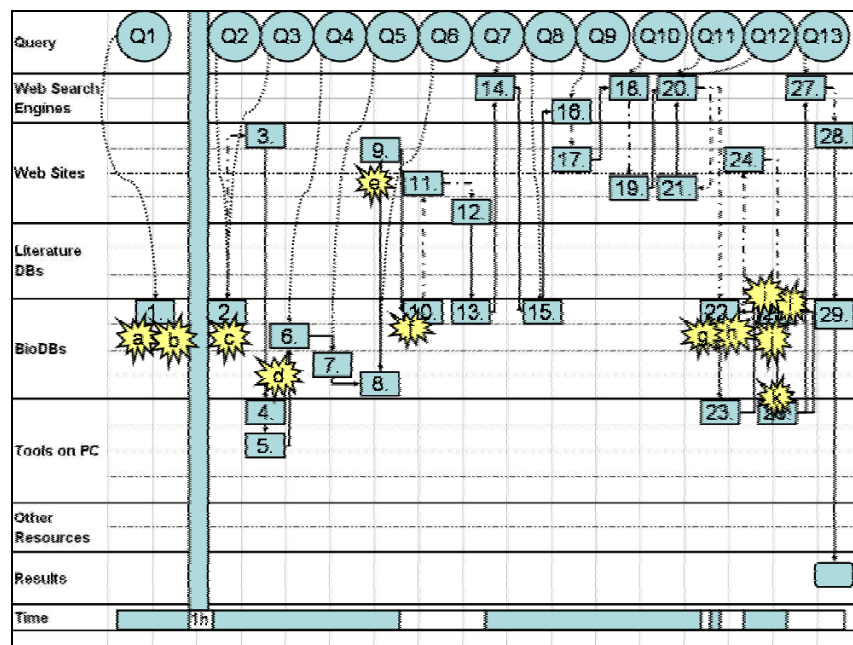 Query Q1 Q2 Q3 Q4 Q5 Q6 Q7 Q8 Q9 Q10 Q11 Q12 Q13
Web Search 14. 18. 20. 27.
Engines 16.
3. 28.
9. 17. 24.
Web Sites e 11. 19. 21.
12.
Literature
DBs
1. 2. 10. 13. 15. 22. 29.
a b c 6. g h
BioDBs 7.
d 8.
k
4. 23.
5.
Tools on PC
Other
Resources
Results
Time 1h